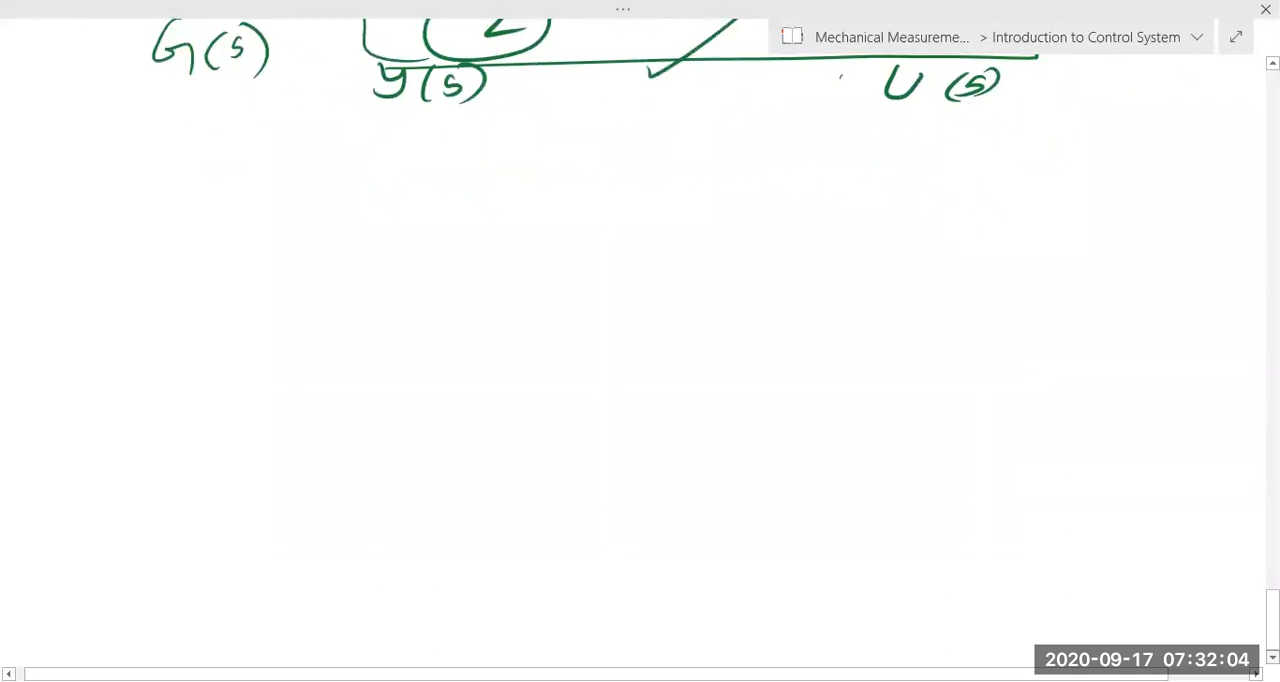 ...
Mechanical Measureme... > Introduction to Control System
G(s)
y(s) U(s)
2020-09-17 07:32:04